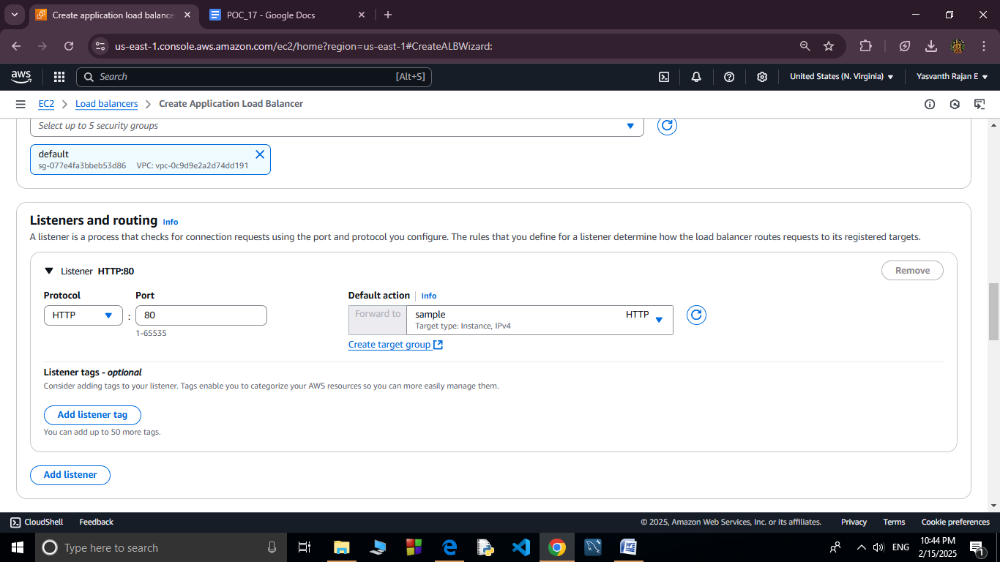 Create application load balance
POC_17 - Google Docs
us-east-1.console.aws.amazon.com/ec2/home?region=us-east-1#CreateALBWizard:
aws
Search
[Alt+S]
United States (N. Virginia)
Yasvanth Rajan E
EC2
Load balancers
Create Application Load Balancer
Select up to 5 security groups
default
sg-077e4fa3bbeb53d86 VPC: vpc-0c9d9e2a2d74dd191
Listeners and routing Info
A listener is a process that checks for connection requests using the port and protocol you configure. The rules that you define for a listener determine how the load balancer routes requests to its registered targets.
Listener HTTP:80
Remove
Protocol
Port
Default action Info
HTTP
:
80
1-65535
Forward to
sample
HTTP
Target type: Instance, IPv4
Create target group
Listener tags - optional
Consider adding tags to your listener. Tags enable you to categorize your AWS resources so you can more easily manage them.
Add listener tag
You can add up to 50 more tags.
Add listener
CloudShell
Feedback
© 2025, Amazon Web Services, Inc. or its affiliates.
Privacy
Terms
Cookie preferences
Type here to search
ENG
10:44 PM
2/15/2025
1